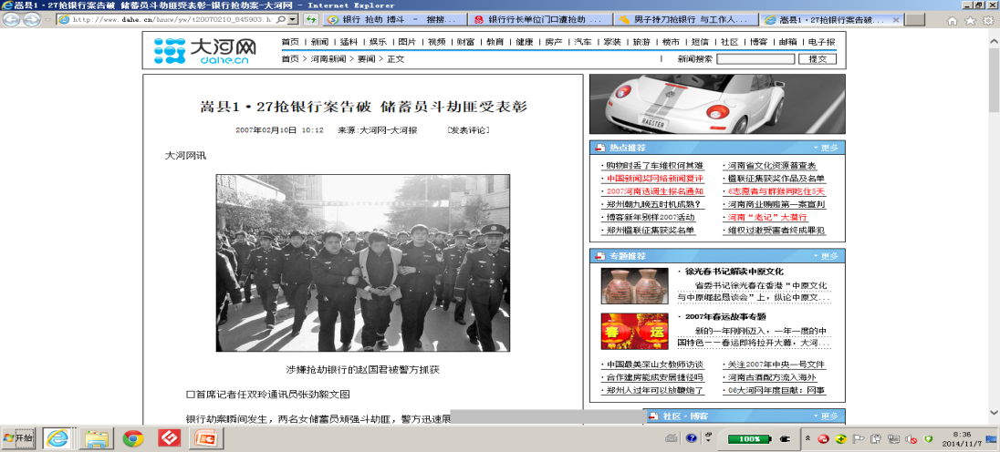 嵩县1·27抢银行案告破 储蓄员斗劫匪受表彰-银行抢劫案-大河网 - Internet Explorer
http://www.dahe.cn/hnxw/yw/t20070210_845903.h
银行 抢劫 搏斗 - 搜搜...
银行行长单位门口遭抢劫 ...
男子持刀抢银行 与工作人...
嵩县1·27抢银行案告破...
大河网
dahe.cn
首页 | 新闻 | 猛料 | 娱乐 | 图片 | 视频 | 财富 | 教育 | 健康 | 房产 | 汽车 | 家装 | 旅游 | 楼市 | 短信 | 社区 | 博客 | 邮箱 | 电子报
首页 > 河南新闻 > 要闻 > 正文
| 新闻搜索 提交
嵩县1·27抢银行案告破 储蓄员斗劫匪受表彰
2007年02月10日 10:12 来源:大河网-大河报 [发表评论]
大河网讯
涉嫌抢劫银行的赵国君被警方抓获
□首席记者任双玲通讯员张劲毅文图
银行劫案瞬间发生，两名女储蓄员顽强斗劫匪，警方迅速展
RAGSTER
热点推荐 更多
·购物时丢了车维权何其难 ·河南省文化资源普查表
·中国新闻奖网络新闻复评 ·楹联征集获奖作品及名单
·2007河南选调生报名通知 ·6志愿者与群猴同吃住5天
·郑州朝九晚五时机成熟？ ·河南商业贿赂第一案宣判
·博客新年别样2007活动 ·河南“老记”大漠行
·郑州楹联征集获奖名单 ·维权过激受害者终成罪犯
专题推荐 更多
·徐光春书记解读中原文化
省委书记徐光春在香港“中原文化
与中原崛起恳谈会”上，纵论中原文...
春 运
·2007年春运故事专题
新的一年刚刚迈入，一年一度的中
国特色－－春运即将拉开大幕，大河...
·中国最美深山女教师访谈 ·关注2007年中央一号文件
·合作建房能成安居捷径吗 ·河南古酒配方流入海外
·郑州人过年可以放鞭炮了 ·06大河网年度巨献：网事
社区·博客 更多
开始
100%
8:36
2014/11/7